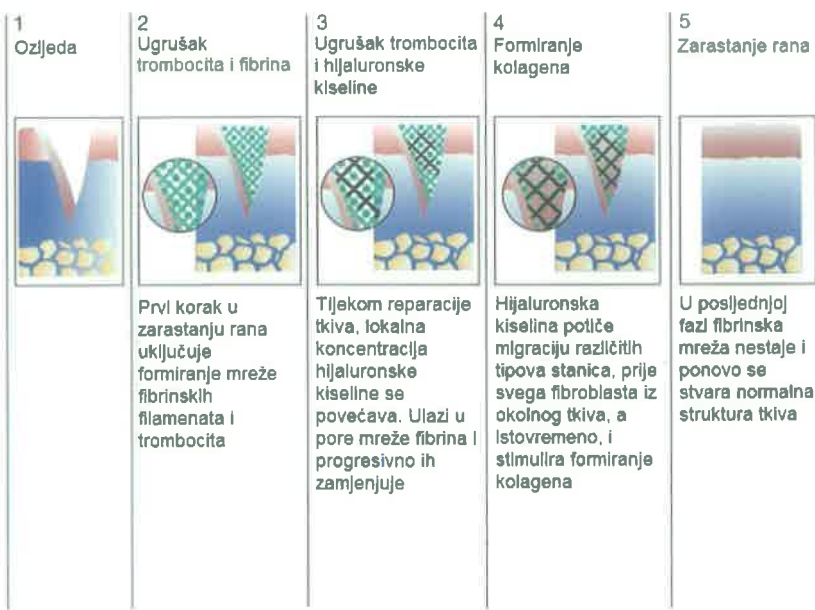 1
Ozljeda
2
Ugrušak
trombocita i fibrina
3
Ugrušak trombocita
i hijaluronske
kiseline
4
Formiranje
kolagena
5
Zarastanje rana
Prvi korak u
zarastanju rana
uključuje
formiranje mreže
fibrinskih
filamenata i
trombocita
Tijekom reparacije
tkiva, lokalna
koncentracija
hijaluronske
kiseline se
povećava. Ulazi u
pore mreže fibrina i
progresivno ih
zamjenjuje
Hijaluronska
kiselina potiče
migraciju različitih
tipova stanica, prije
svega fibroblasta iz
okolnog tkiva, a
istovremeno, i
stimulira formiranje
kolagena
U posljednjoj
fazi fibrinska
mreža nestaje i
ponovo se
stvara normalna
struktura tkiva